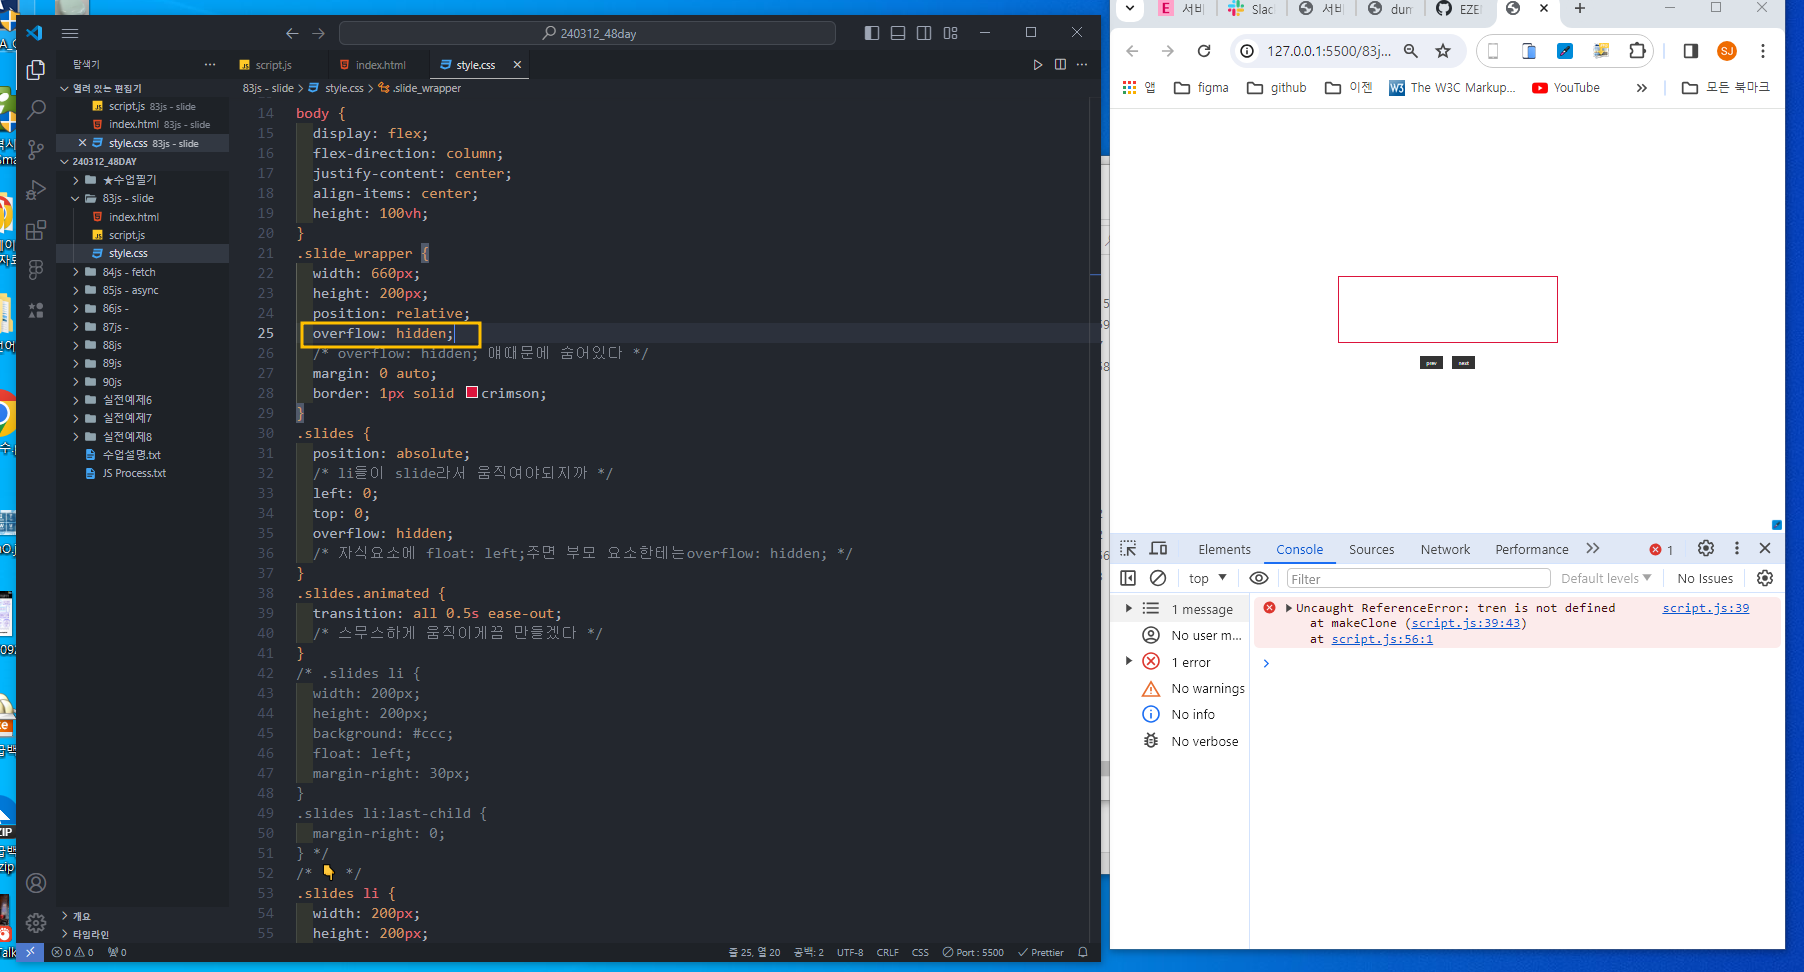 240312_48day
탐색기
script.js
index.html
style.css
열려 있는 편집기
script.js 83js - slide
index.html 83js - slide
style.css 83js - slide
240312_48DAY
★수업필기
83js - slide
index.html
script.js
style.css
84js - fetch
85js - async
86js -
87js -
88js
89js
90js
실전예제6
실전예제7
실전예제8
수업설명.txt
JS Process.txt
개요
타임라인
83js - slide > style.css > .slide_wrapper
14 body {
15 display: flex;
16 flex-direction: column;
17 justify-content: center;
18 align-items: center;
19 height: 100vh;
20 }
21 .slide_wrapper {
22 width: 660px;
23 height: 200px;
24 position: relative;
25 overflow: hidden;
26 /* overflow: hidden; 얘때문에 숨어있다 */
27 margin: 0 auto;
28 border: 1px solid crimson;
29 }
30 .slides {
31 position: absolute;
32 /* li들이 slide라서 움직여야되지까 */
33 left: 0;
34 top: 0;
35 overflow: hidden;
36 /* 자식요소에 float: left;주면 부모 요소한테는overflow: hidden; */
37 }
38 .slides.animated {
39 transition: all 0.5s ease-out;
40 /* 스무스하게 움직이게끔 만들겠다 */
41 }
42 /* .slides li {
43 width: 200px;
44 height: 200px;
45 background: #ccc;
46 float: left;
47 margin-right: 30px;
48 }
49 .slides li:last-child {
50 margin-right: 0;
51 } */
52 /* 👇 */
53 .slides li {
54 width: 200px;
55 height: 200px;
0 0 0
줄 25, 열 20 공백: 2 UTF-8 CRLF CSS Port : 5500 Prettier
E 서비 Slac 서비 dum EZEN
127.0.0.1:5500/83j... SJ
앱 figma github 이젠 W3 The W3C Markup... YouTube » 모든 북마크
prev next
Elements Console Sources Network Performance 1
top Filter Default levels No Issues
1 message
No user m...
1 error
No warnings
No info
No verbose
Uncaught ReferenceError: tren is not defined script.js:39
at makeClone (script.js:39:43)
at script.js:56:1